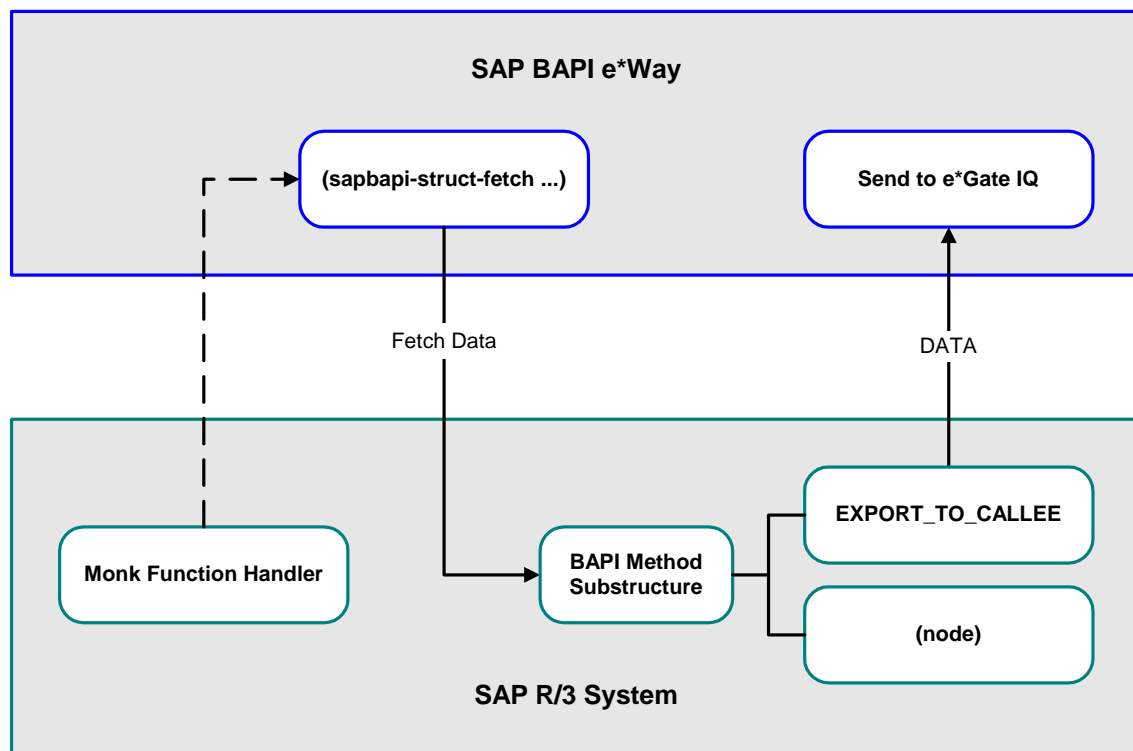 SAP BAPI e*Way
(sapbapi-struct-fetch ...)
Send to e*Gate IQ
Fetch Data
DATA
EXPORT_TO_CALLEE
Monk Function Handler
BAPI Method
Substructure
(node)
SAP R/3 System